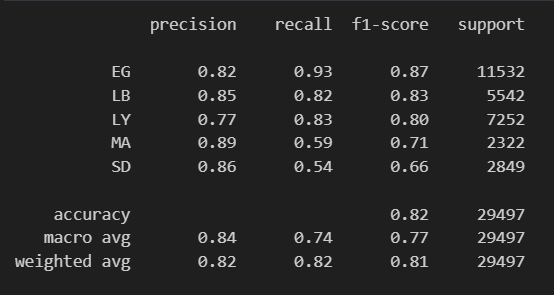 precision recall f1-score support
EG 0.82 0.93 0.87 11532
LB 0.85 0.82 0.83 5542
LY 0.77 0.83 0.80 7252
MA 0.89 0.59 0.71 2322
SD 0.86 0.54 0.66 2849
accuracy 0.82 29497
macro avg 0.84 0.74 0.77 29497
weighted avg 0.82 0.82 0.81 29497